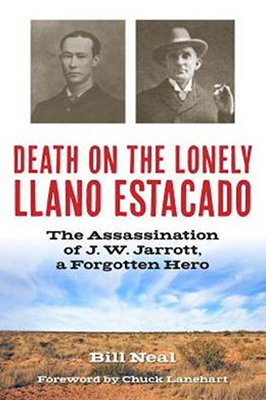 DEATH ON THE LONELY
LLANO ESTACADO
The Assassination
of J. W. Jarrott,
a Forgotten Hero
Bill Neal
Foreword by Chuck Lanehart